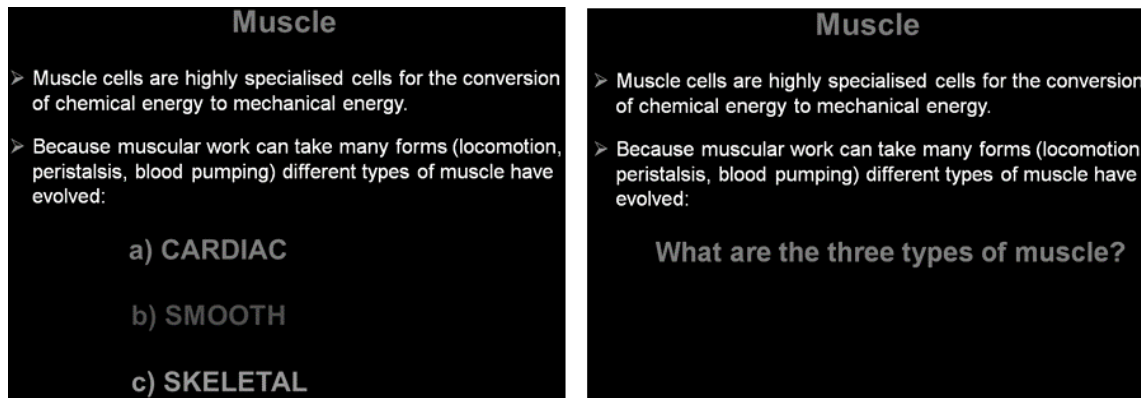 Muscle
➢ Muscle cells are highly specialised cells for the conversion
of chemical energy to mechanical energy.
➢ Because muscular work can take many forms (locomotion,
peristalsis, blood pumping) different types of muscle have
evolved:
a) CARDIAC
b) SMOOTH
c) SKELETAL
Muscle
➢ Muscle cells are highly specialised cells for the conversion
of chemical energy to mechanical energy.
➢ Because muscular work can take many forms (locomotion
peristalsis, blood pumping) different types of muscle have
evolved:
What are the three types of muscle?